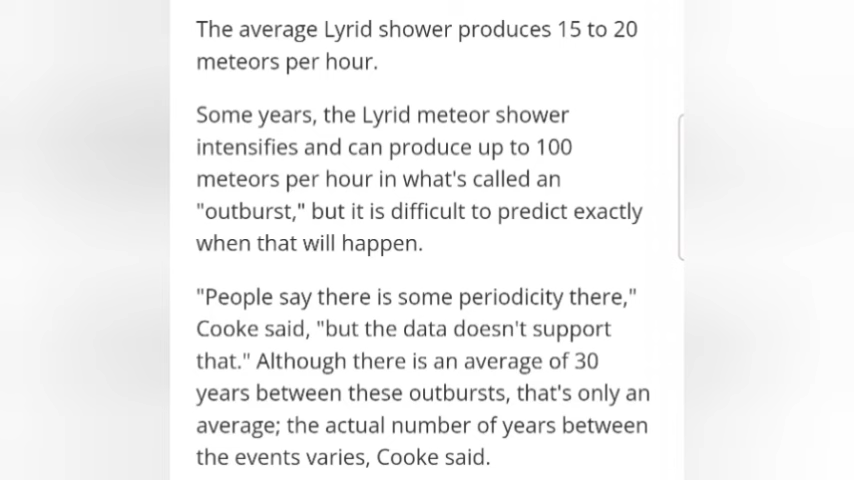 The average Lyrid shower produces 15 to 20
meteors per hour.
Some years, the Lyrid meteor shower
intensifies and can produce up to 100
meteors per hour in what's called an
"outburst," but it is difficult to predict exactly
when that will happen.
"People say there is some periodicity there,"
Cooke said, "but the data doesn't support
that." Although there is an average of 30
years between these outbursts, that's only an
average; the actual number of years between
the events varies, Cooke said.